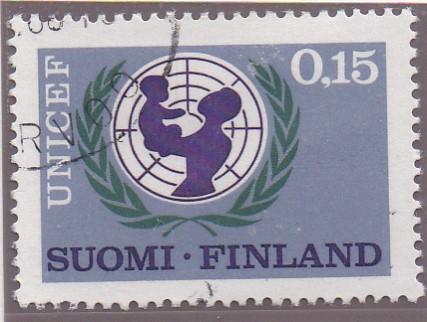 UNICEF
0,15
SUOMI · FINLAND